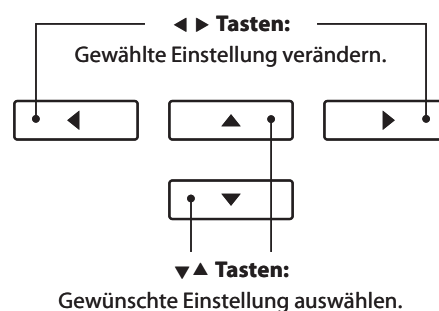 ◀ ▶ Tasten:
Gewählte Einstellung verändern.
◀ ▲ ▶
▼
▼▲ Tasten:
Gewünschte Einstellung auswählen.